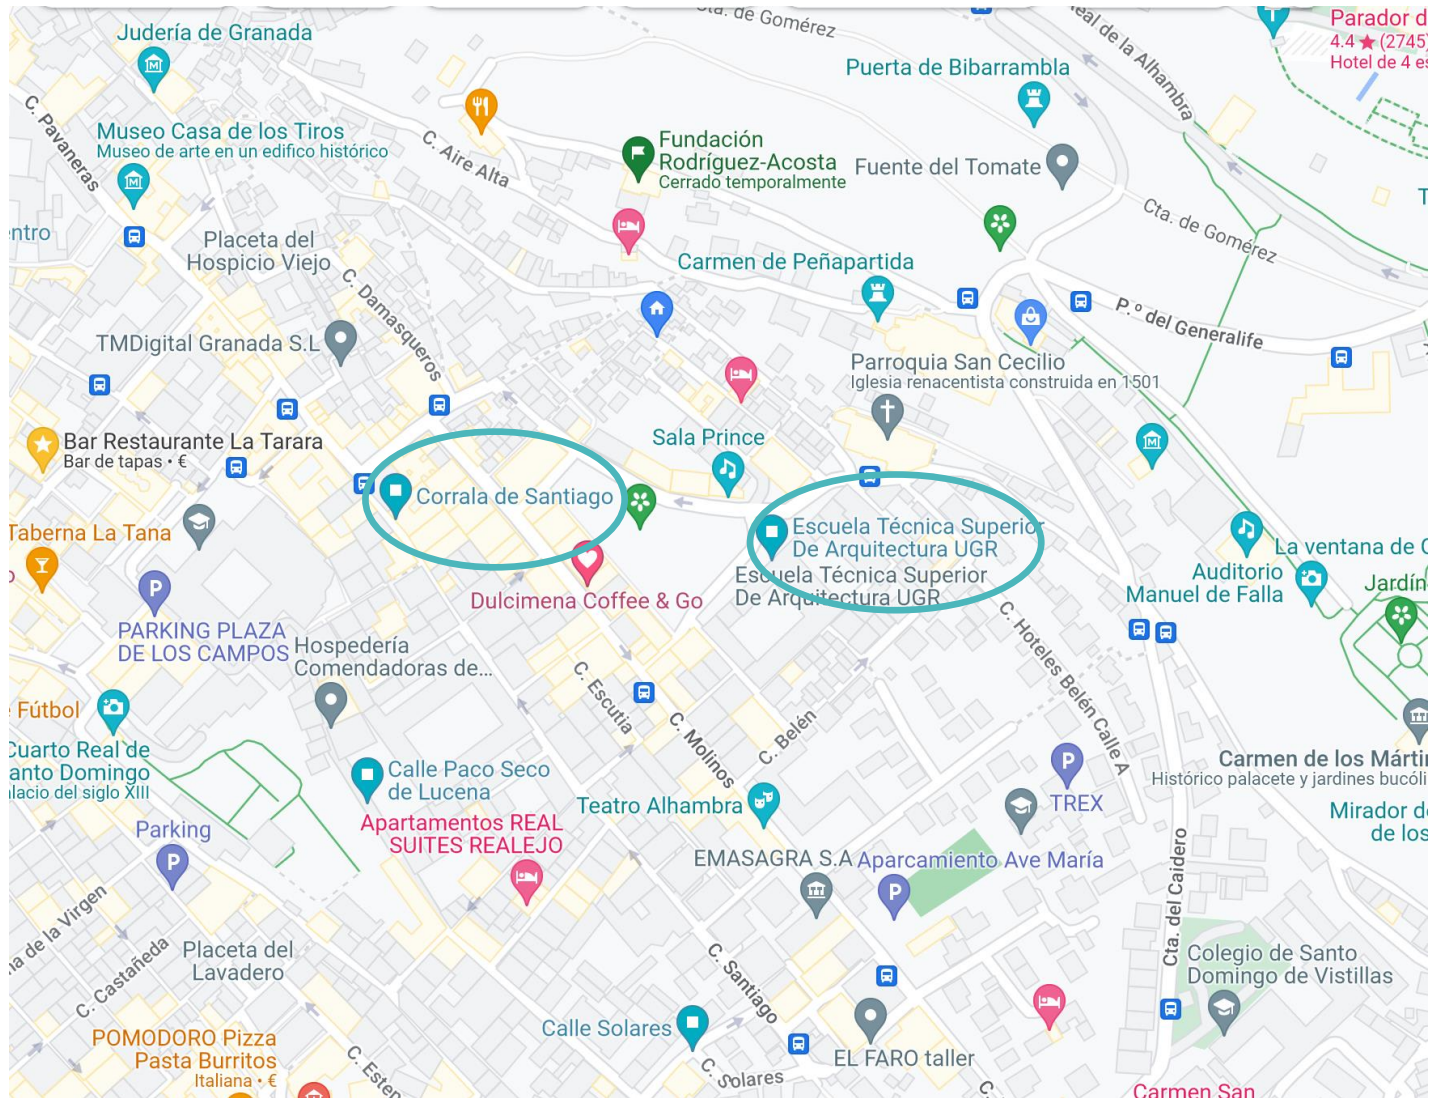 Cta. de Gomérez
Real de la Alhambra
Parador d
4.4 ★ (2745)
Hotel de 4 es
Judería de Granada
Puerta de Bibarrambla
C. Pavaneras
Museo Casa de los Tiros
Museo de arte en un edifico histórico
C. Aire Alta
Fundación
Rodríguez-Acosta
Cerrado temporalmente
Fuente del Tomate
T
Cta. de Gomérez
entro
Placeta del
Hospicio Viejo
Carmen de Peñapartida
C. Damasqueros
P.º del Generalife
TMDigital Granada S.L
Parroquia San Cecilio
Iglesia renacentista construida en 1501
Bar Restaurante La Tarara
Bar de tapas • €
Sala Prince
Corrala de Santiago
Taberna La Tana
Escuela Técnica Superior
De Arquitectura UGR
Escuela Técnica Superior
De Arquitectura UGR
La ventana de
Auditorio
Manuel de Falla
Jardín
Dulcimena Coffee & Go
PARKING PLAZA
DE LOS CAMPOS
Hospedería
Comendadoras de...
C. Hoteles Belén Calle A
C. Escutia
C. Molinos
C. Belén
Fútbol
Cuarto Real de
anto Domingo
alacio del siglo XIII
Carmen de los Márti
Histórico palacete y jardines bucóli
Calle Paco Seco
de Lucena
TREX
Teatro Alhambra
Mirador de
de los
Parking
Apartamentos REAL
SUITES REALEJO
EMASAGRA S.A
Aparcamiento Ave María
Cta. del Caidero
na de la Virgen
C. Castañeda
Placeta del
Lavadero
C. Santiago
Colegio de Santo
Domingo de Vistillas
Calle Solares
EL FARO taller
POMODORO Pizza
Pasta Burritos
Italiana • €
C. Esten
C. Solares
C.
Carmen San